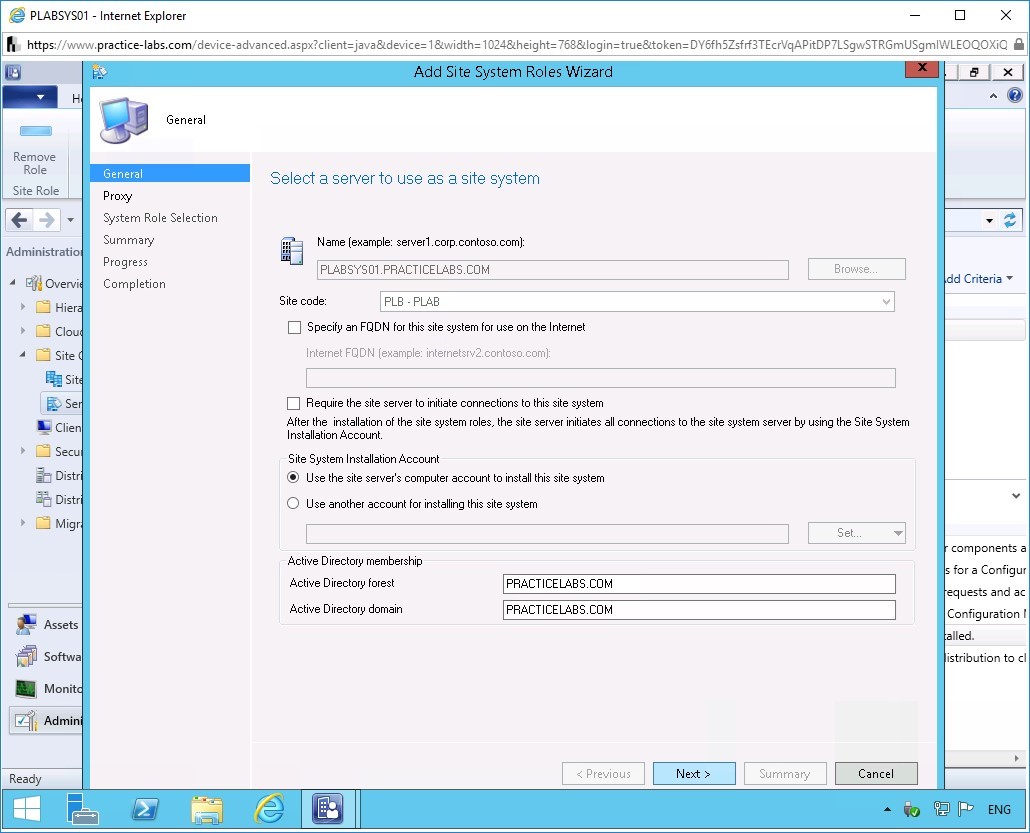 PLABSYS01 - Internet Explorer
https://www.practice-labs.com/device-advanced.aspx?client=java&device=1&width=1024&height=768&login=true&token=DY6fh5Zsfrf3TEcrVqAPitDP7LSgwSTRGmUSgmIWLEOQOXiQ
Add Site System Roles Wizard
X
General
Remove
Role
Site Role
General
Proxy
System Role Selection
Summary
Progress
Completion
Select a server to use as a site system
Name (example: server1.corp.contoso.com):
PLABSYS01.PRACTICELABS.COM
Browse...
Site code:
PLB - PLAB
Specify an FQDN for this site system for use on the Internet
Internet FQDN (example: internetsrv2.contoso.com):
Require the site server to initiate connections to this site system
After the installation of the site system roles, the site server initiates all connections to the site system server by using the Site System
Installation Account.
Site System Installation Account
Use the site server's computer account to install this site system
Use another account for installing this site system
Set...
Active Directory membership
Active Directory forest
PRACTICELABS.COM
Active Directory domain
PRACTICELABS.COM
< Previous
Next >
Summary
Cancel
Administration
Overvie
Hiera
Cloud
Site C
Site
Ser
Clien
Secu
Distri
Distri
Migra
Assets
Softwa
Monito
Admini
Ready
dd Criteria
r components a
s for a Configur
requests and ac
Configuration M
talled.
distribution to cl
ENG